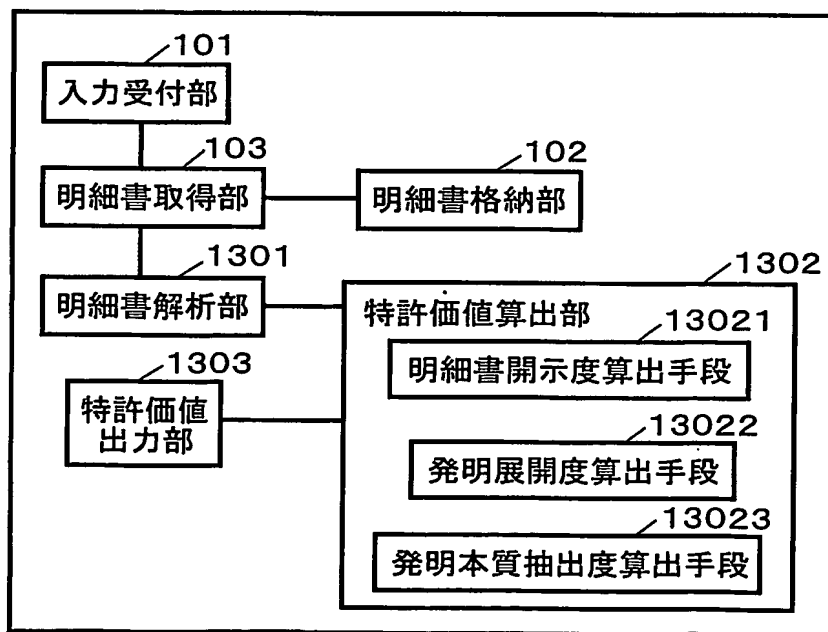 101
入力受付部
103
明細書取得部
102
明細書格納部
1301
明細書解析部
1302
特許価値算出部
13021
明細書開示度算出手段
1303
特許価値
出力部
13022
発明展開度算出手段
13023
発明本質抽出度算出手段